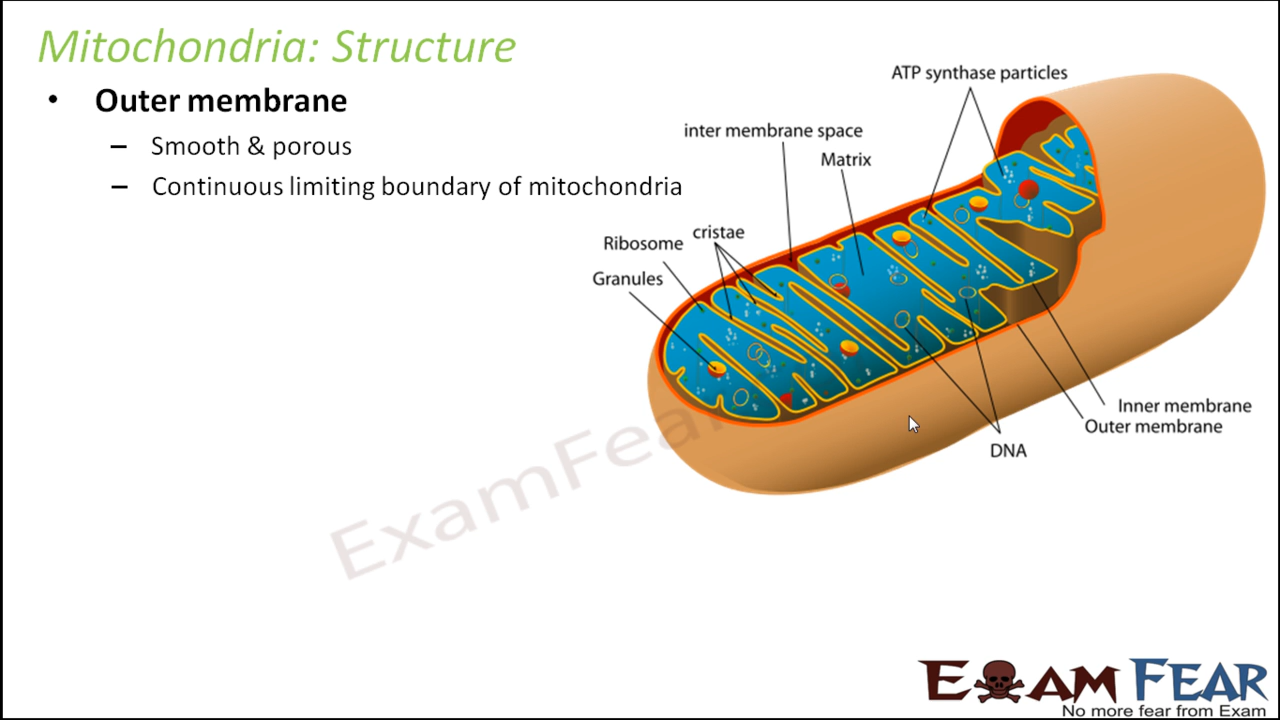 Mitochondria: Structure
• Outer membrane
– Smooth & porous
– Continuous limiting boundary of mitochondria
ATP synthase particles
inter membrane space
Matrix
cristae
Ribosome
Granules
Inner membrane
Outer membrane
DNA
ExamFear
EXAM FEAR
No more fear from Exam